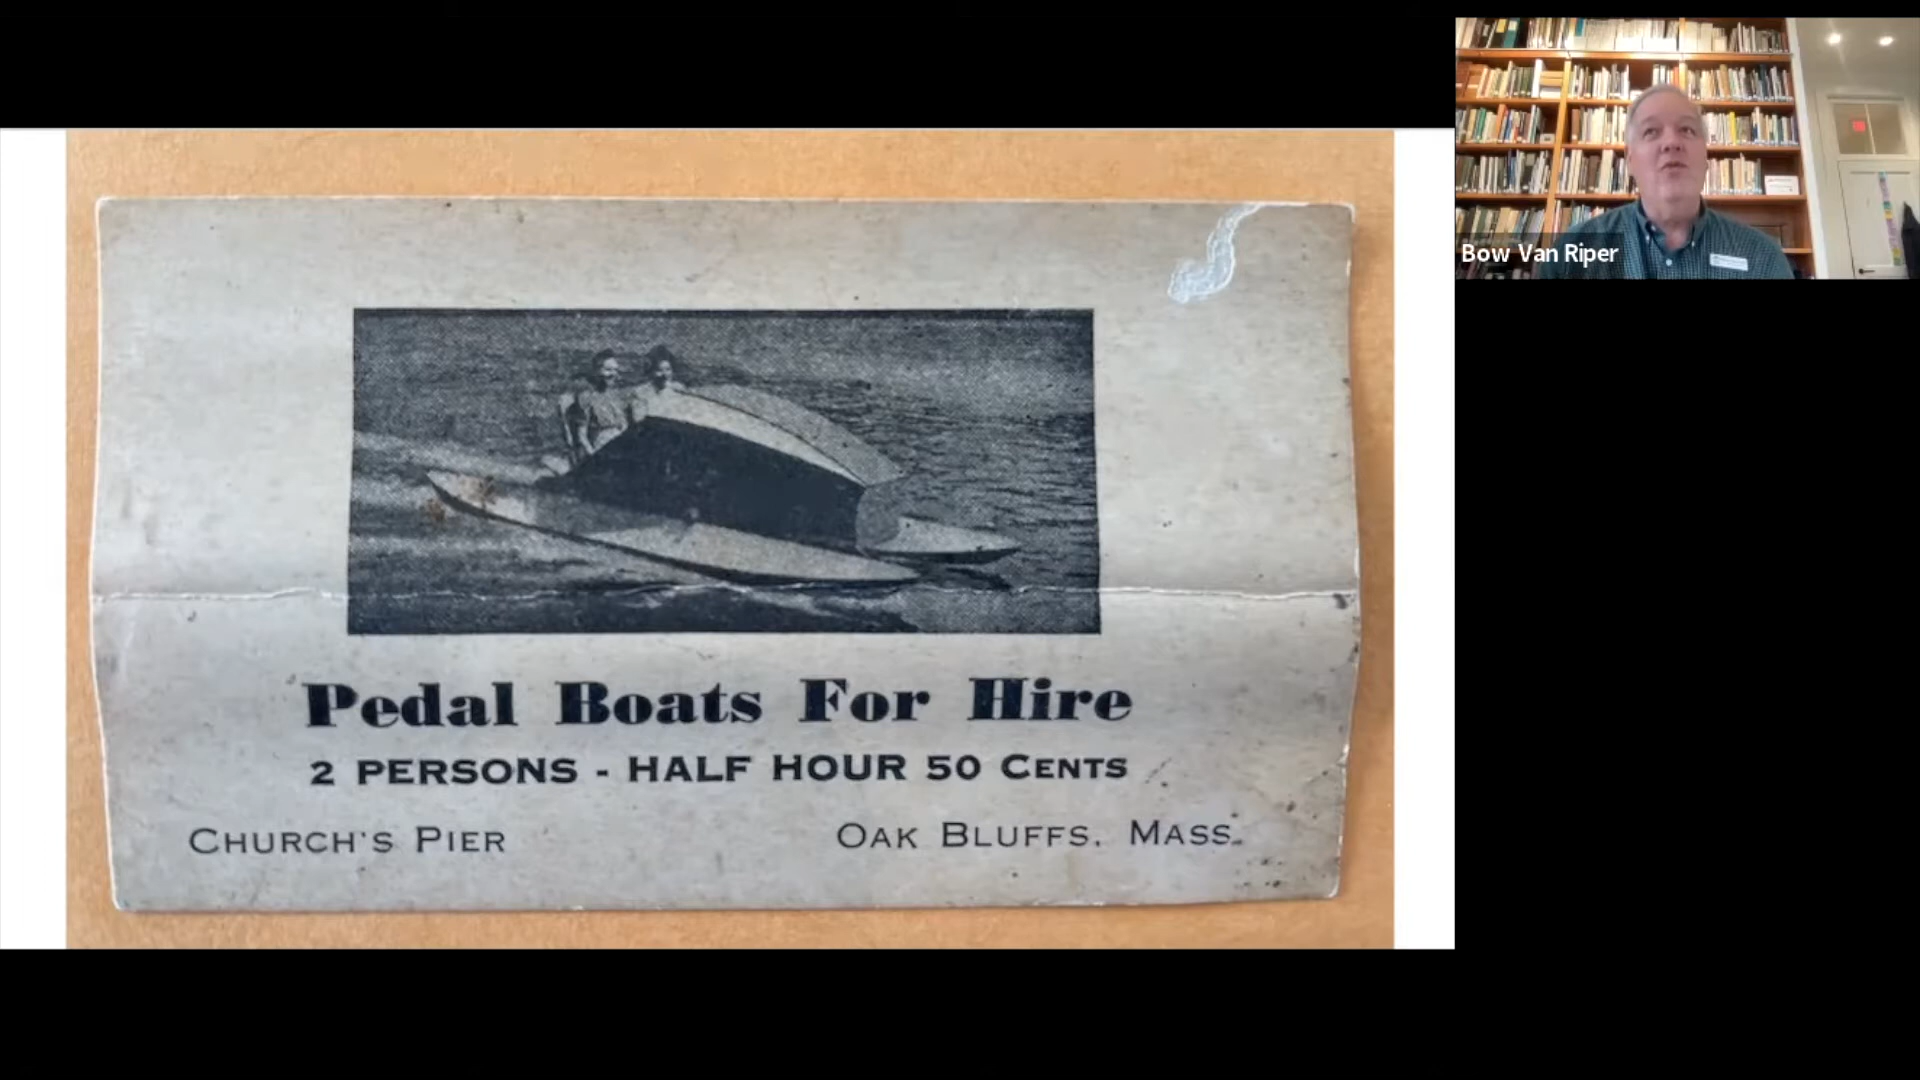 Pedal Boats For Hire
2 PERSONS - HALF HOUR 50 CENTS
CHURCH'S PIER OAK BLUFFS, MASS.
Bow Van Riper